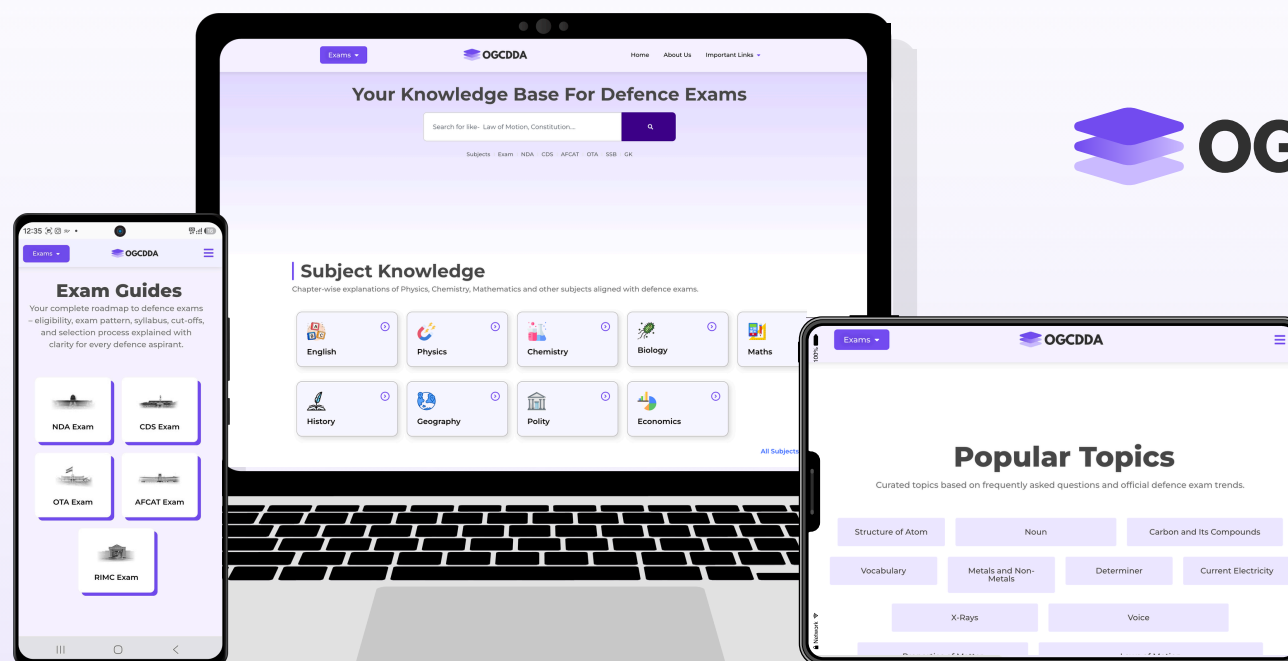 Exams
OGCDDA
Home About Us Important Links
Your Knowledge Base For Defence Exams
Search for like- Law of Motion, Constitution...
Subjects Exam NDA CDS AFCAT OTA SSB GK
Subject Knowledge
Chapter-wise explanations of Physics, Chemistry, Mathematics and other subjects aligned with defence exams.
English
Physics
Chemistry
Biology
Maths
History
Geography
Polity
Economics
All Subjects
OG
12:35
Exams
OGCDDA
Exam Guides
Your complete roadmap to defence exams
– eligibility, exam pattern, syllabus, cut-offs,
and selection process explained with
clarity for every defence aspirant.
NDA Exam
CDS Exam
OTA Exam
AFCAT Exam
RIMC Exam
100%
Network
Exams
OGCDDA
Popular Topics
Curated topics based on frequently asked questions and official defence exam trends.
Structure of Atom
Noun
Carbon and Its Compounds
Vocabulary
Metals and Non-
Metals
Determiner
Current Electricity
X-Rays
Voice